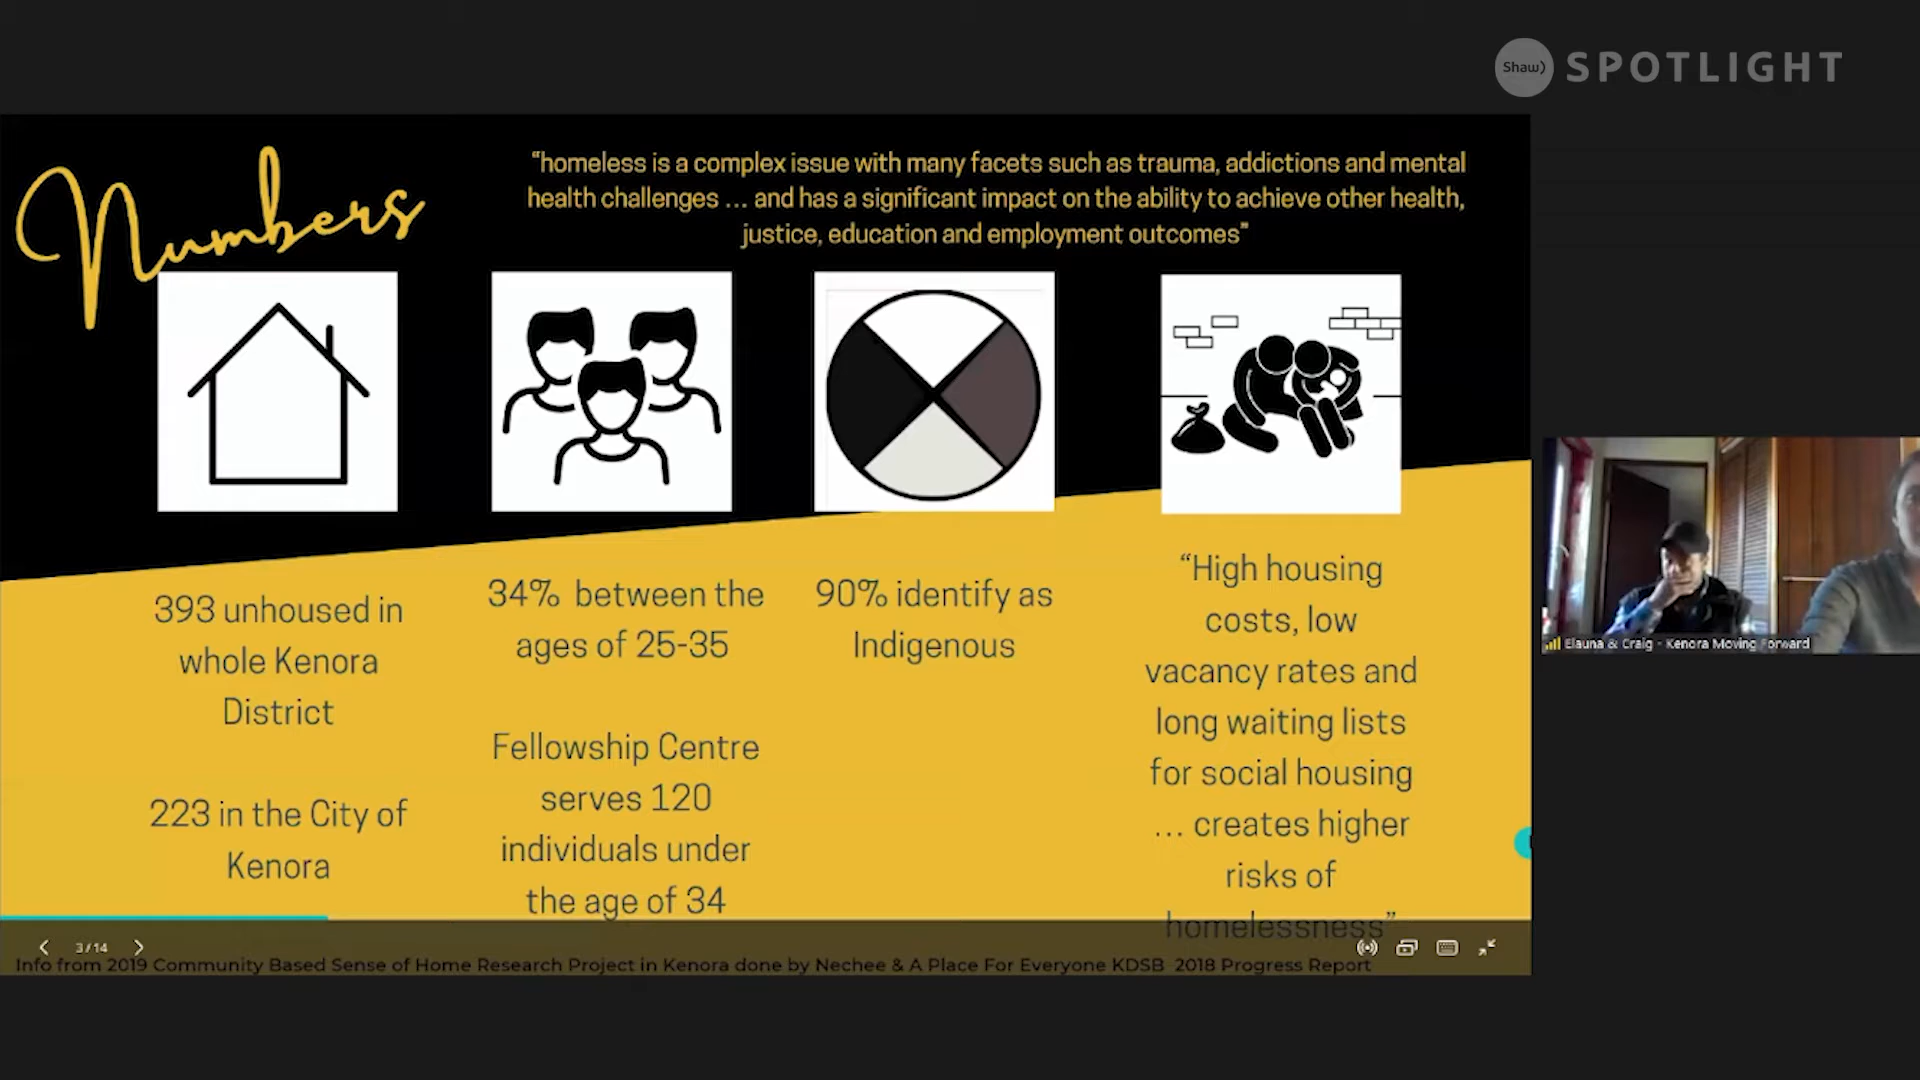 Shaw) SPOTLIGHT
Numbers
“homeless is a complex issue with many facets such as trauma, addictions and mental
health challenges ... and has a significant impact on the ability to achieve other health,
justice, education and employment outcomes”
393 unhoused in
whole Kenora
District
223 in the City of
Kenora
34% between the
ages of 25-35
Fellowship Centre
serves 120
individuals under
the age of 34
90% identify as
Indigenous
“High housing
costs, low
vacancy rates and
long waiting lists
for social housing
... creates higher
risks of
homelessness”
Elauna & Craig - Kenora Moving Forward
3/14
Info from 2019 Community Based Sense of Home Research Project in Kenora done by Nechee & A Place For Everyone KDSB 2018 Progress Report